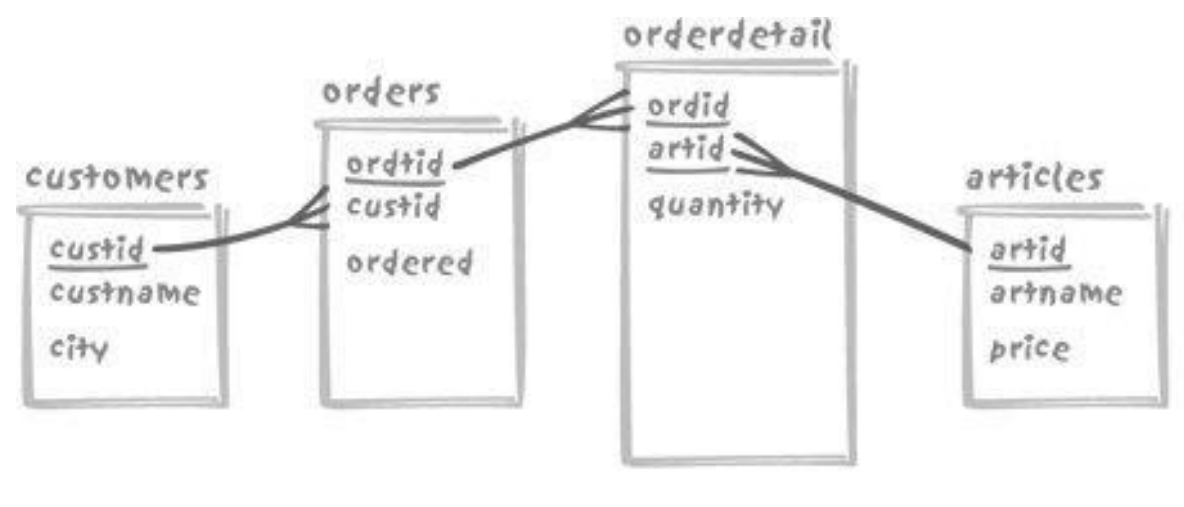 customers
custid
custname
city
orders
ordtid
custid
ordered
orderdetail
ordid
artid
quantity
articles
artid
artname
price